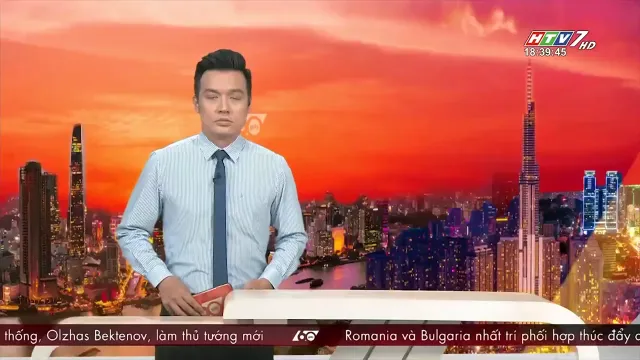 HTV7 HD
18:39:45
thống, Olzhas Bektenov, làm thủ tướng mới
Romania và Bulgaria nhất trí phối hợp thúc đẩy